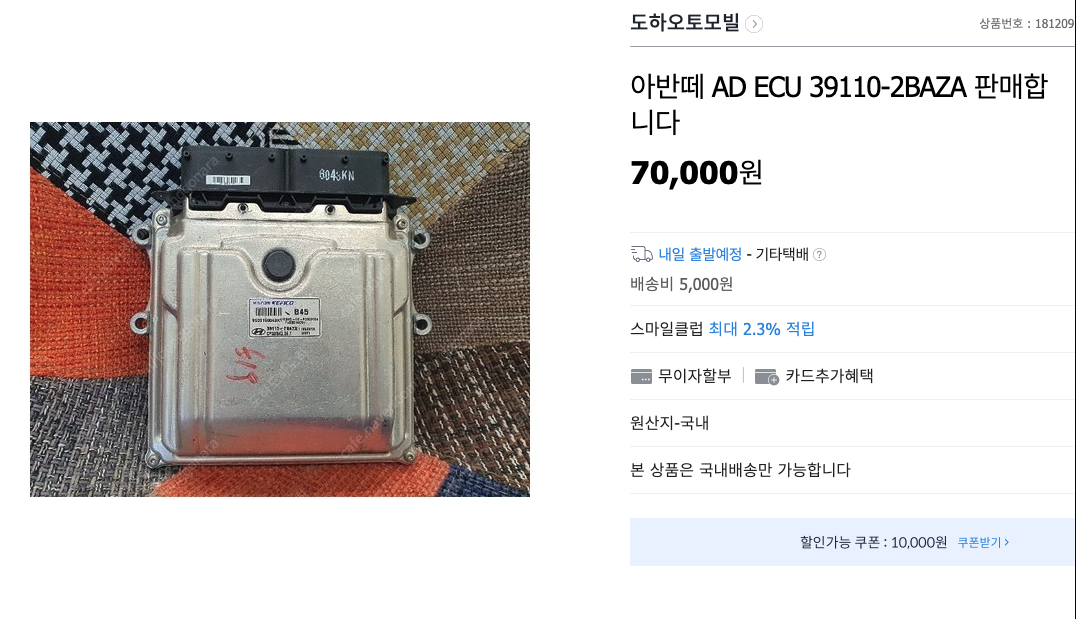 도하오토모빌
상품번호 : 181209
아반떼 AD ECU 39110-2BAZA 판매합
니다
70,000원
내일 출발예정 - 기타택배 ?
배송비 5,000원
스마일클럽 최대 2.3% 적립
무이자할부
카드추가혜택
원산지-국내
본 상품은 국내배송만 가능합니다
할인가능 쿠폰 : 10,000원 쿠폰받기
6043KN
KEFICO
B45